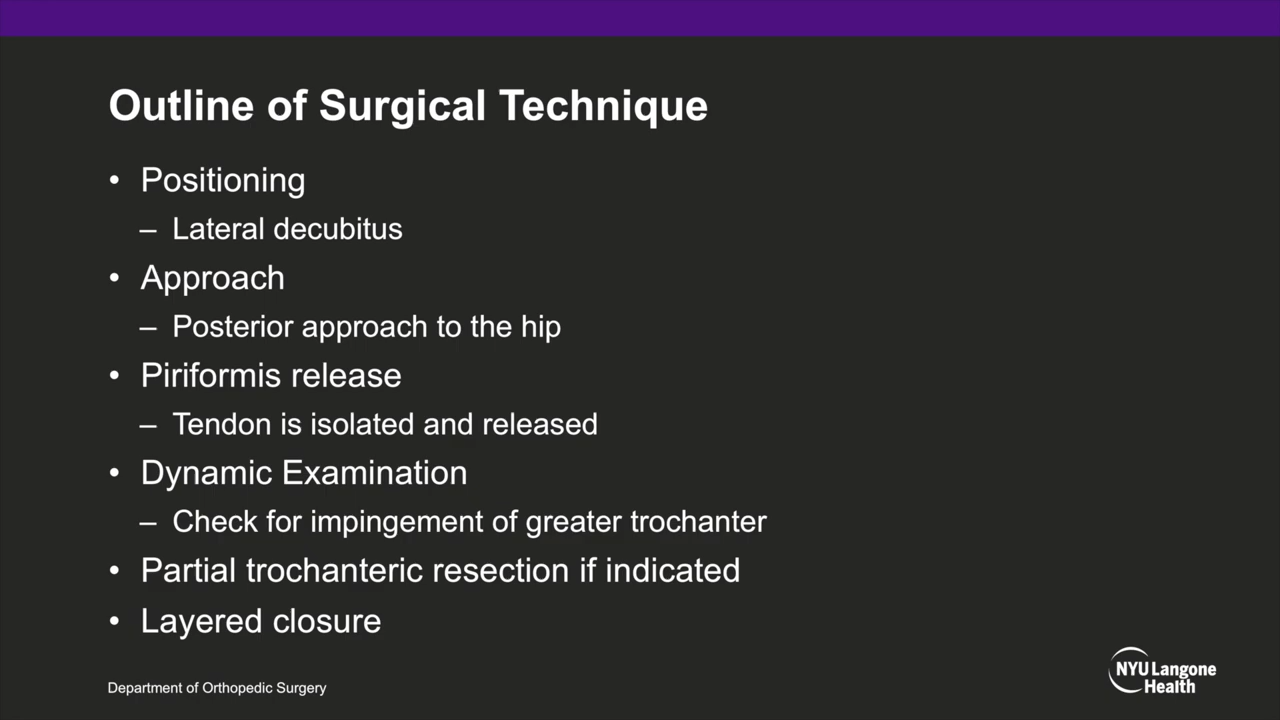 Outline of Surgical Technique
• Positioning
– Lateral decubitus
• Approach
– Posterior approach to the hip
• Piriformis release
– Tendon is isolated and released
• Dynamic Examination
– Check for impingement of greater trochanter
• Partial trochanteric resection if indicated
• Layered closure
Department of Orthopedic Surgery
NYU Langone
Health